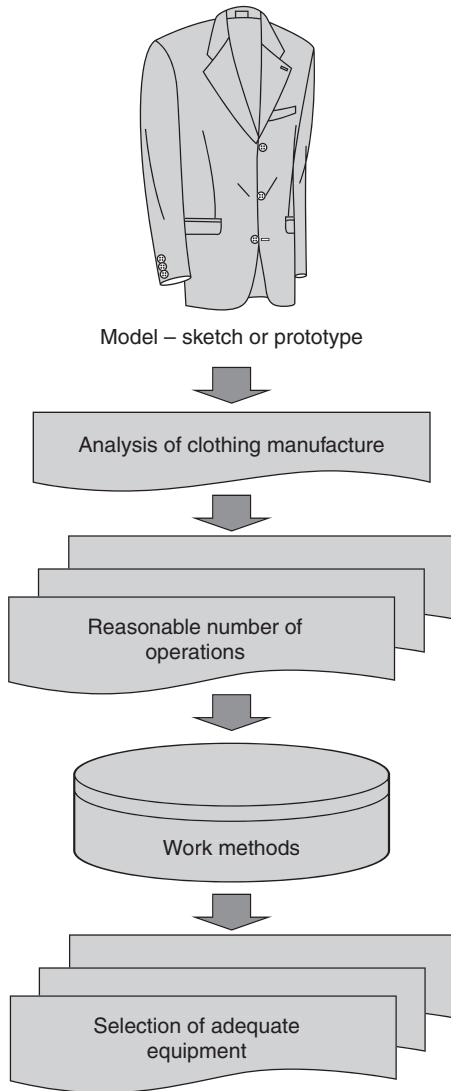 Model – sketch or prototype
Analysis of clothing manufacture
Reasonable number of
operations
Work methods
Selection of adequate
equipment